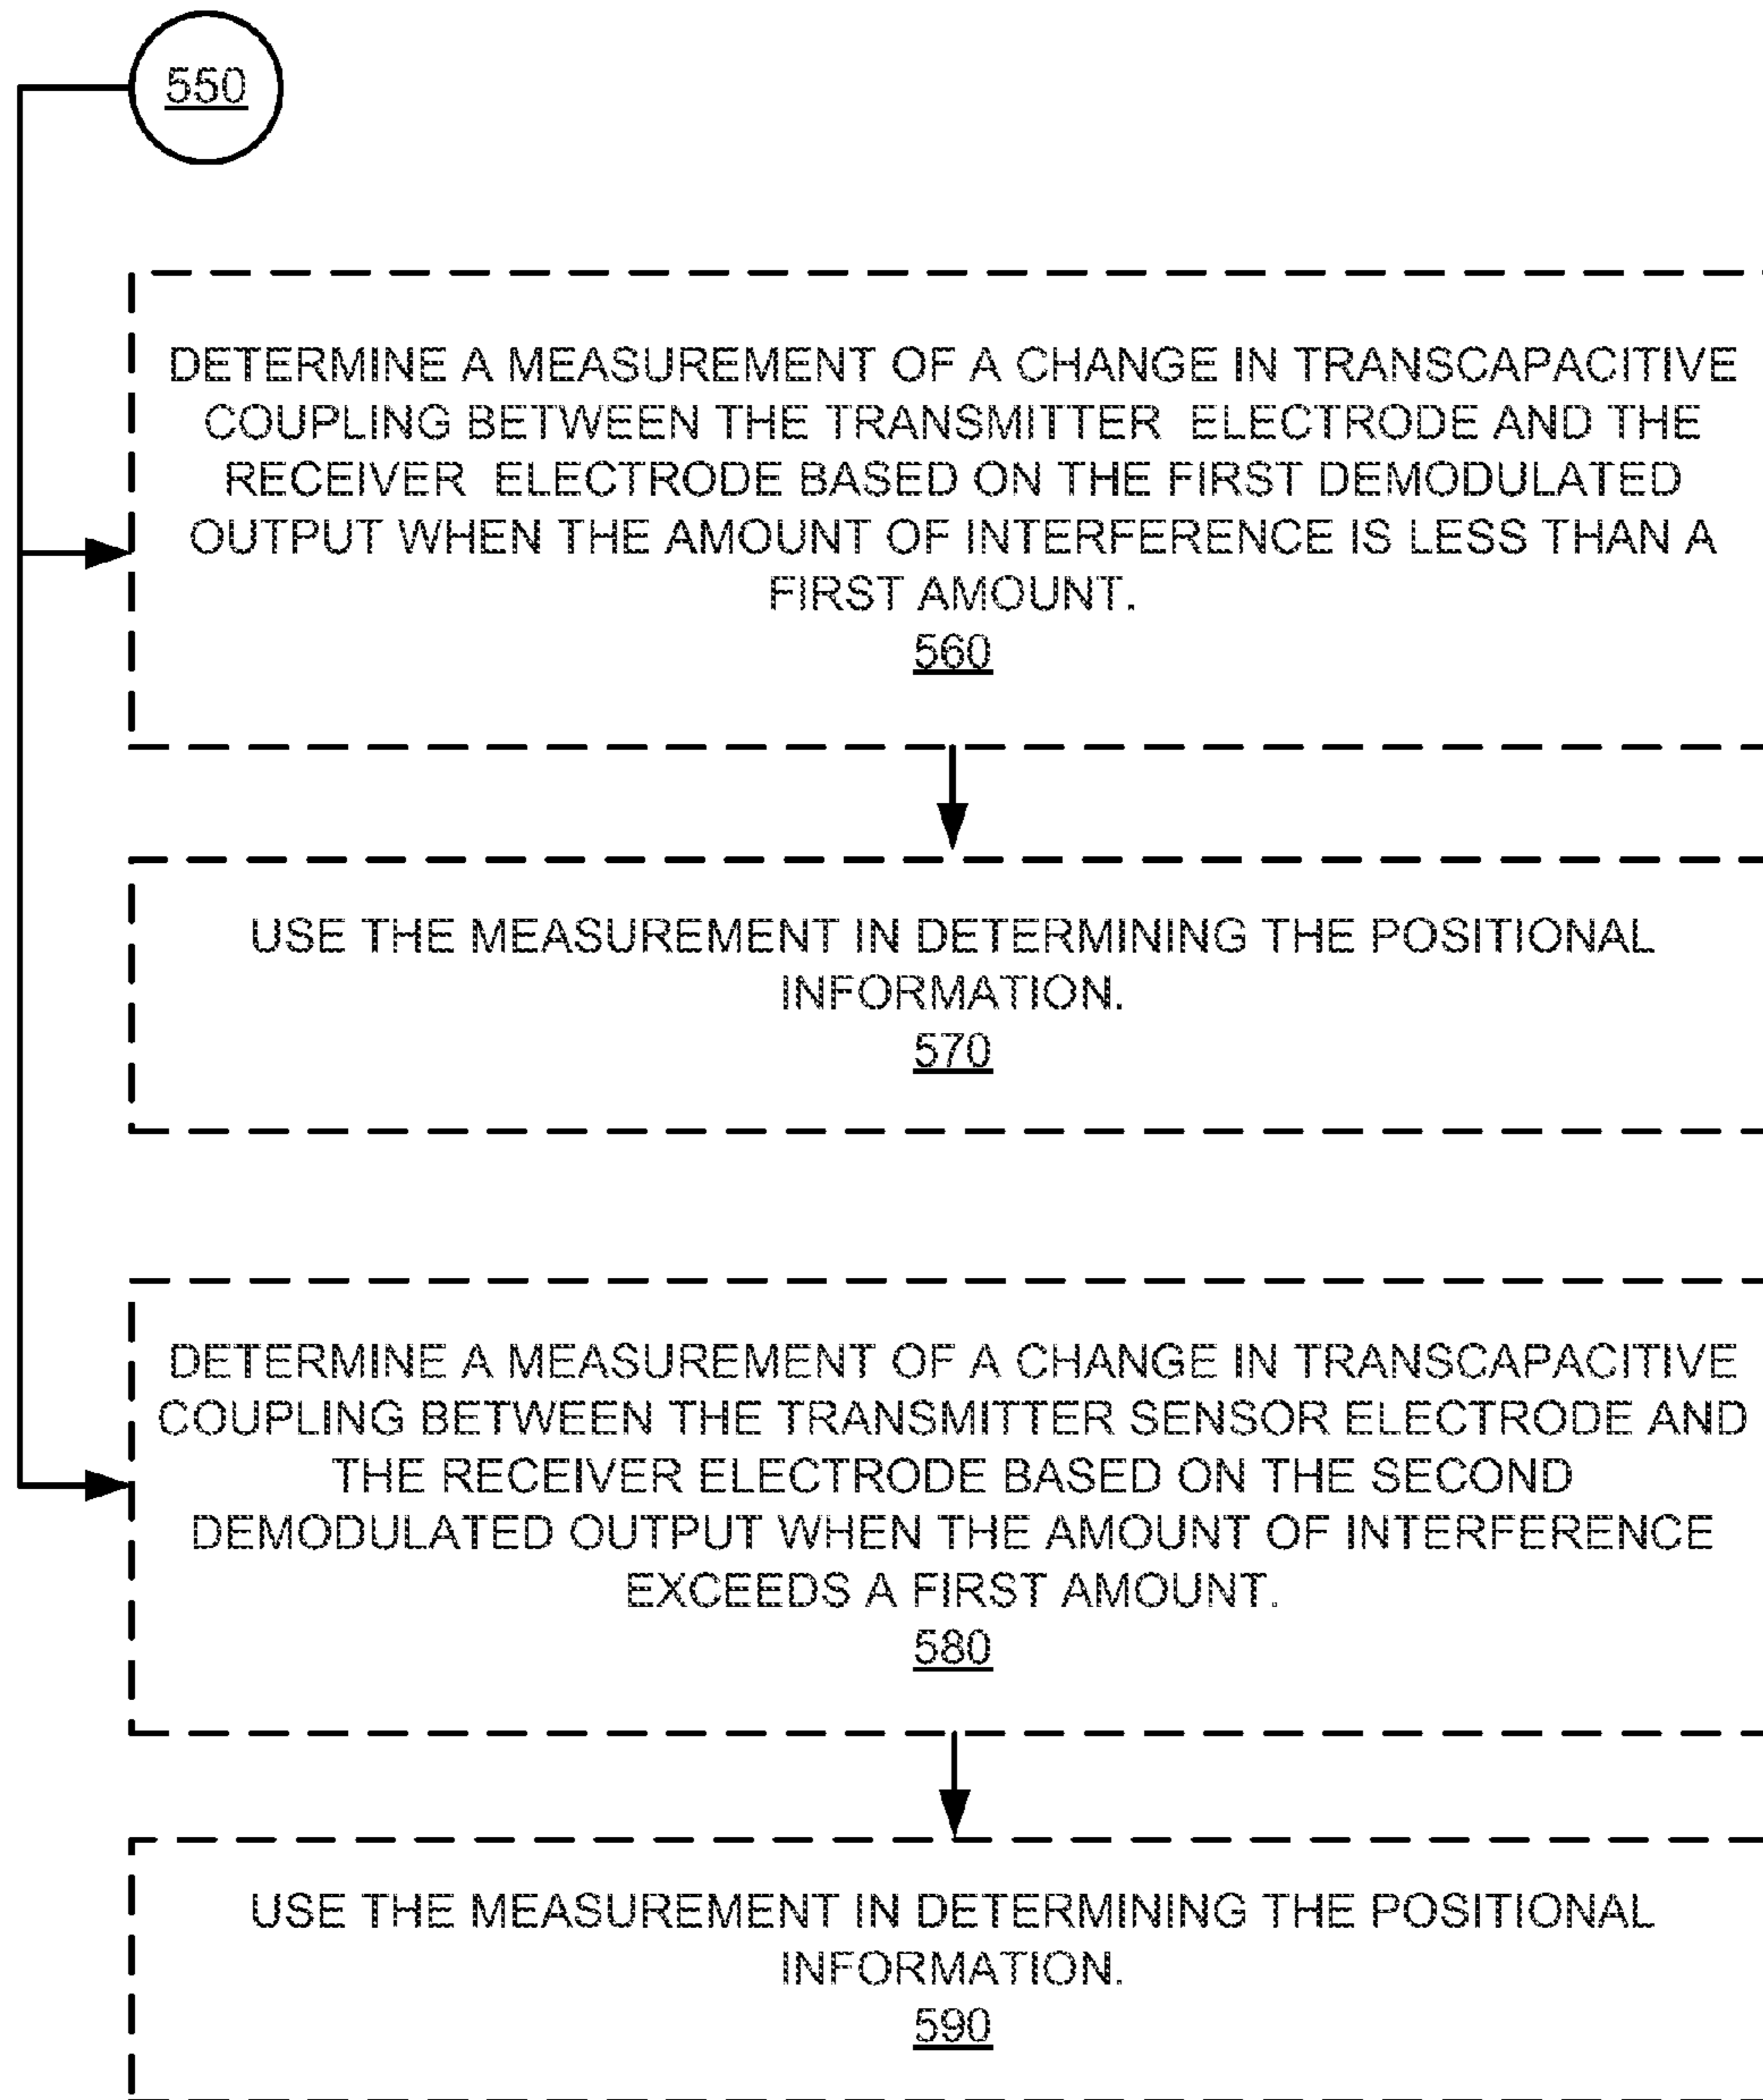 550
DETERMINE A MEASUREMENT OF A CHANGE IN TRANSCAPACITIVE
COUPLING BETWEEN THE TRANSMITTER ELECTRODE AND THE
RECEIVER ELECTRODE BASED ON THE FIRST DEMODULATED
OUTPUT WHEN THE AMOUNT OF INTERFERENCE IS LESS THAN A
FIRST AMOUNT.
560
USE THE MEASUREMENT IN DETERMINING THE POSITIONAL
INFORMATION.
570
DETERMINE A MEASUREMENT OF A CHANGE IN TRANSCAPACITIVE
COUPLING BETWEEN THE TRANSMITTER SENSOR ELECTRODE AND
THE RECEIVER ELECTRODE BASED ON THE SECOND
DEMODULATED OUTPUT WHEN THE AMOUNT OF INTERFERENCE
EXCEEDS A FIRST AMOUNT.
580
USE THE MEASUREMENT IN DETERMINING THE POSITIONAL
INFORMATION.
590